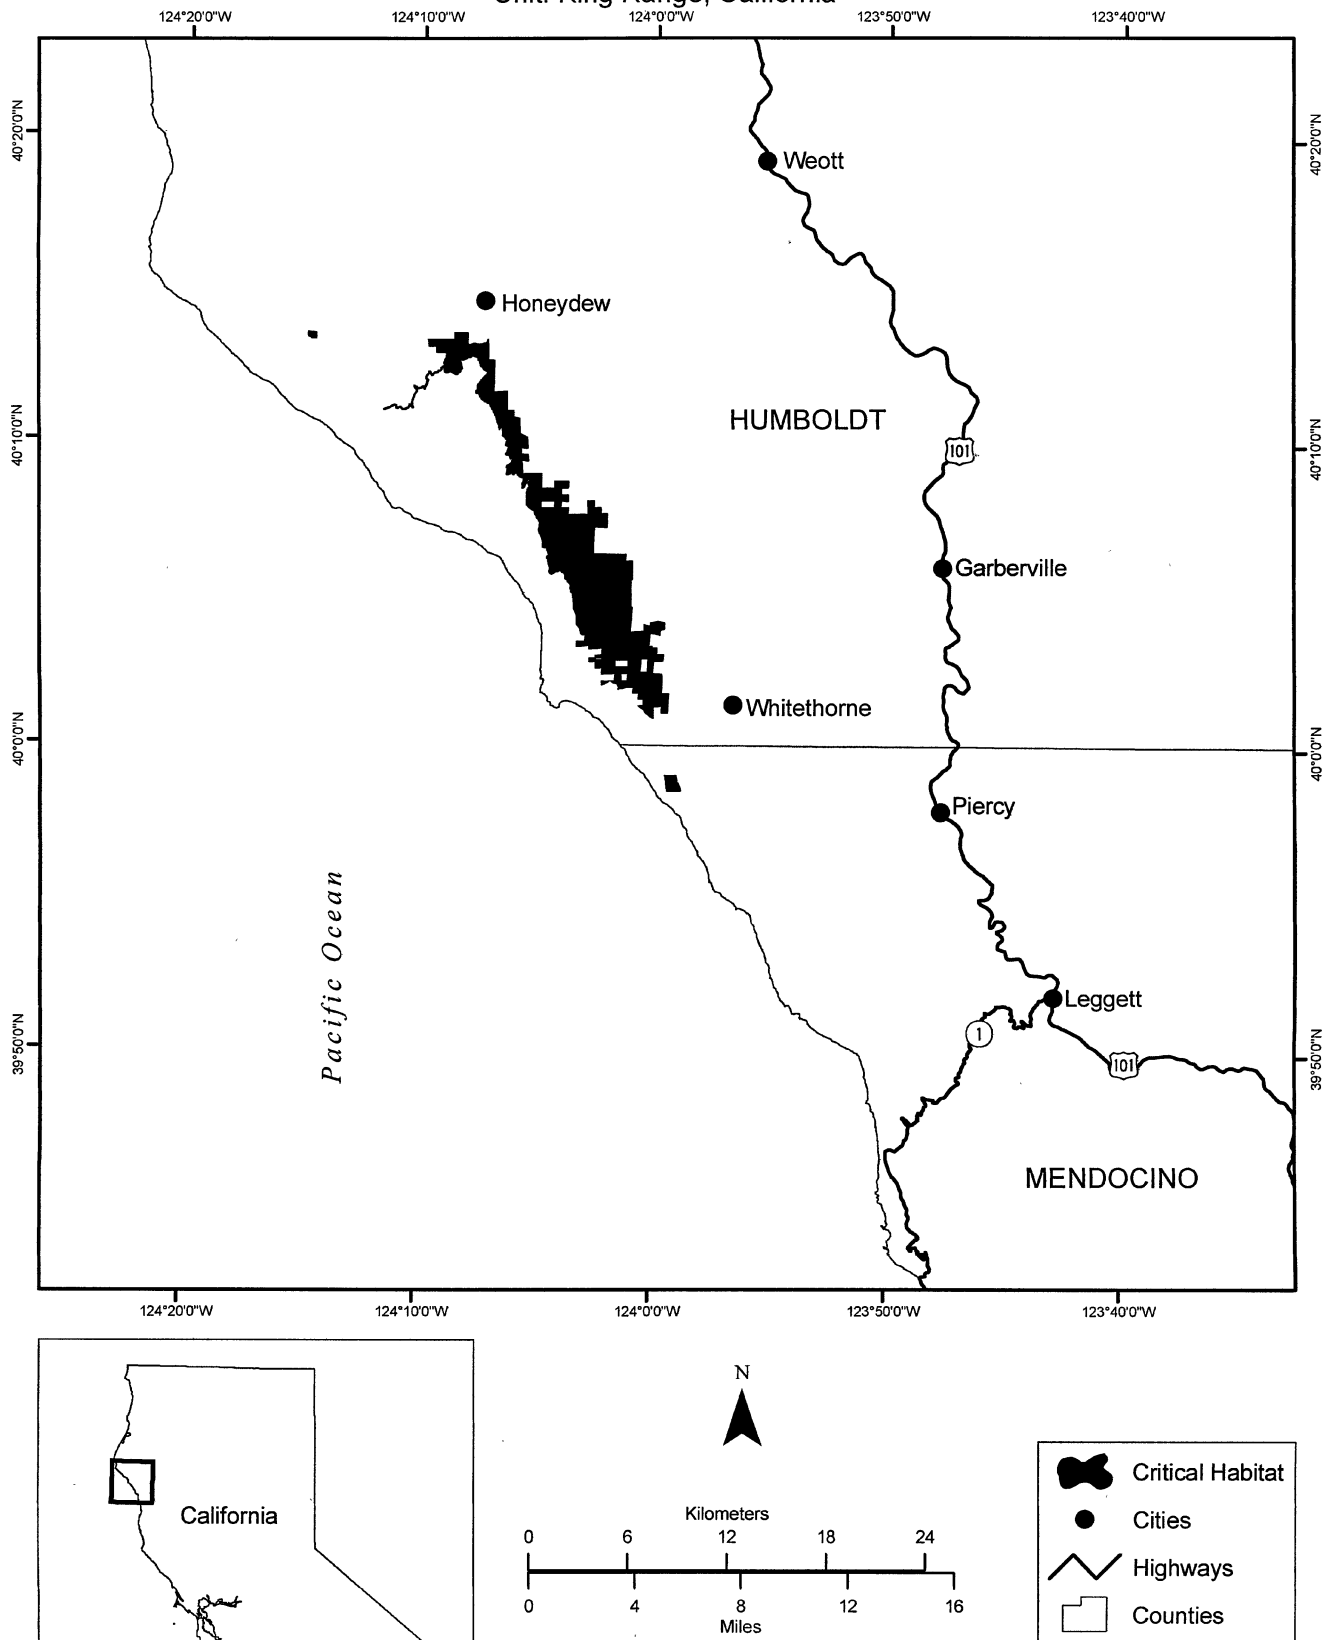 Unit: King Range, California
124°20'0"W 124°10'0"W 124°0'0"W 123°50'0"W 123°40'0"W
40°20'0"N
40°20'0"N
Weott
Honeydew
HUMBOLDT
40°10'0"N
101
40°10'0"N
Garberville
Whitethorne
40°0'0"N
40°0'0"N
Piercy
Pacific Ocean
Leggett
39°50'0"N
1
101
39°50'0"N
MENDOCINO
124°20'0"W 124°10'0"W 124°0'0"W 123°50'0"W 123°40'0"W
N
California
Kilometers
0 6 12 18 24
0 4 8 12 16
Miles
Critical Habitat
Cities
Highways
Counties